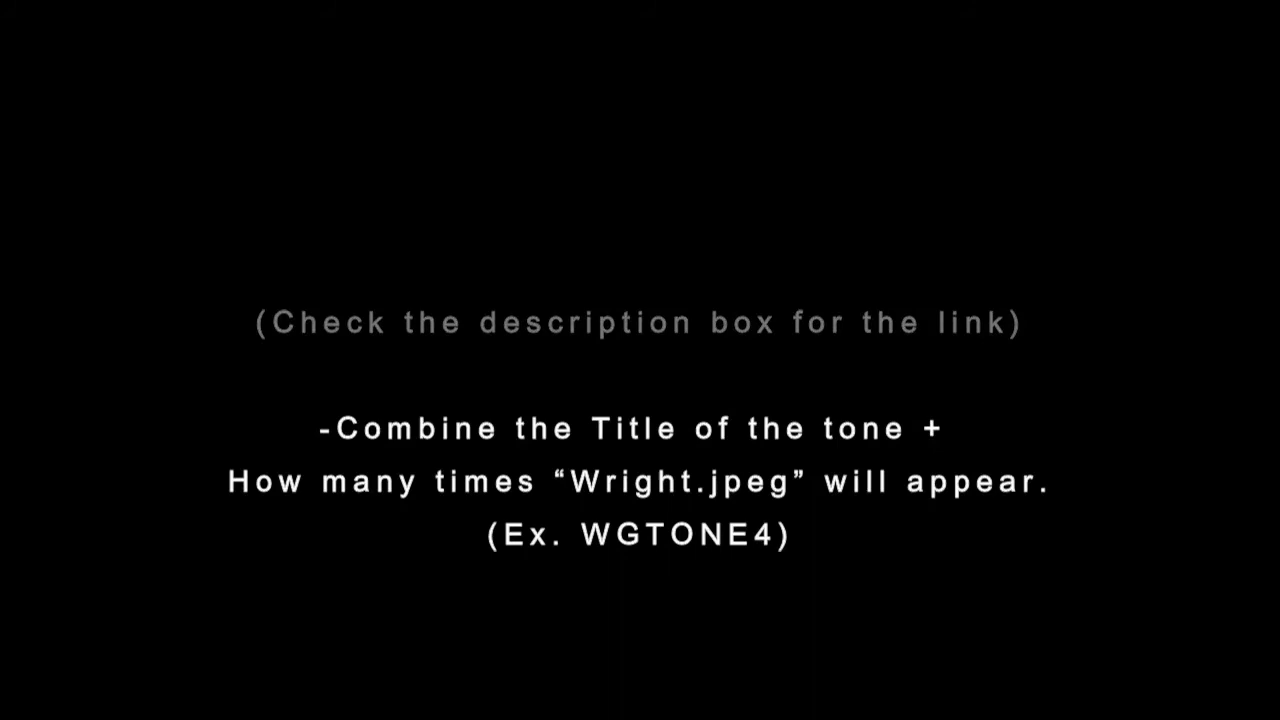 (Check the description box for the link)
-Combine the Title of the tone +
How many times “Wright.jpeg” will appear.
(Ex. WGTONE4)